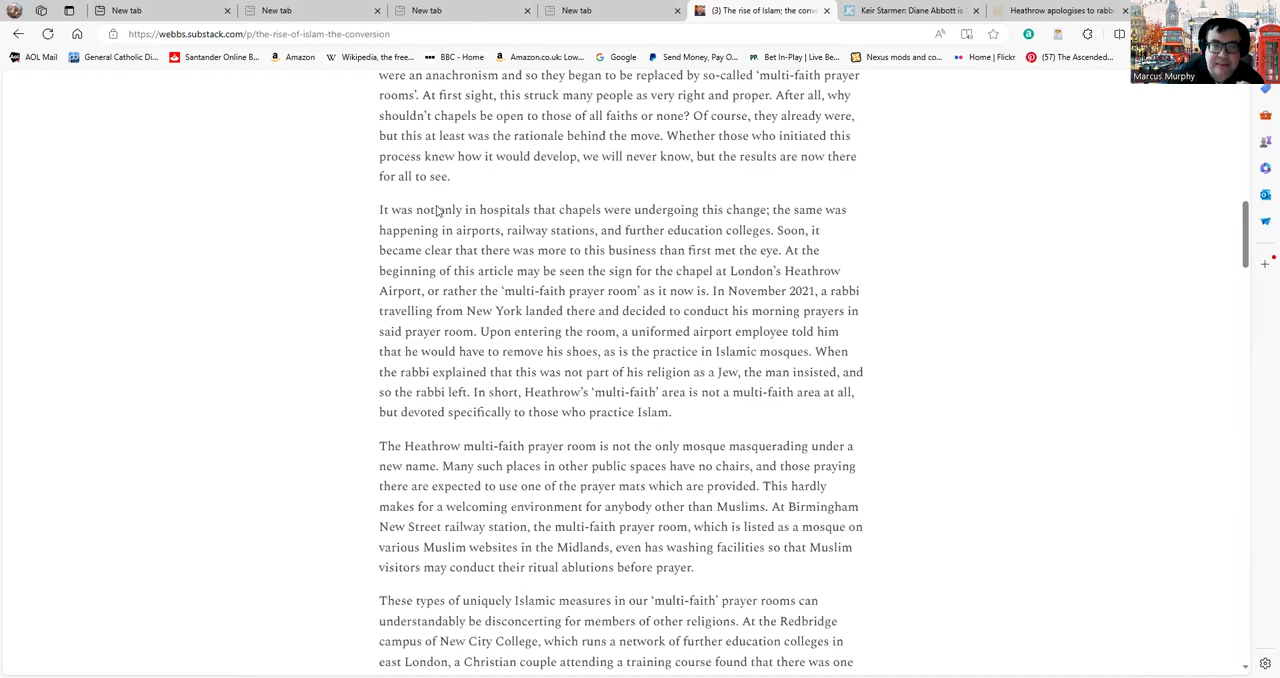 New tab
New tab
New tab
New tab
(3) The rise of Islam; the conv
Keir Starmer: Diane Abbott is
Heathrow apologises to rabbi
https://webbs.substack.com/p/the-rise-of-islam-the-conversion
AOL Mail
General Catholic Di...
Santander Online B...
Amazon
Wikipedia, the free...
BBC - Home
Amazon.co.uk: Low...
Google
Send Money, Pay O...
Bet In-Play | Live Be...
Nexus mods and co...
Home | Flickr
(57) The Ascended...
Marcus Murphy
were an anachronism and so they began to be replaced by so-called ‘multi-faith prayer
rooms’. At first sight, this struck many people as very right and proper. After all, why
shouldn’t chapels be open to those of all faiths or none? Of course, they already were,
but this at least was the rationale behind the move. Whether those who initiated this
process knew how it would develop, we will never know, but the results are now there
for all to see.
It was not only in hospitals that chapels were undergoing this change; the same was
happening in airports, railway stations, and further education colleges. Soon, it
became clear that there was more to this business than first met the eye. At the
beginning of this article may be seen the sign for the chapel at London’s Heathrow
Airport, or rather the ‘multi-faith prayer room’ as it now is. In November 2021, a rabbi
travelling from New York landed there and decided to conduct his morning prayers in
said prayer room. Upon entering the room, a uniformed airport employee told him
that he would have to remove his shoes, as is the practice in Islamic mosques. When
the rabbi explained that this was not part of his religion as a Jew, the man insisted, and
so the rabbi left. In short, Heathrow’s ‘multi-faith’ area is not a multi-faith area at all,
but devoted specifically to those who practice Islam.
The Heathrow multi-faith prayer room is not the only mosque masquerading under a
new name. Many such places in other public spaces have no chairs, and those praying
there are expected to use one of the prayer mats which are provided. This hardly
makes for a welcoming environment for anybody other than Muslims. At Birmingham
New Street railway station, the multi-faith prayer room, which is listed as a mosque on
various Muslim websites in the Midlands, even has washing facilities so that Muslim
visitors may conduct their ritual ablutions before prayer.
These types of uniquely Islamic measures in our ‘multi-faith’ prayer rooms can
understandably be disconcerting for members of other religions. At the Redbridge
campus of New City College, which runs a network of further education colleges in
east London, a Christian couple attending a training course found that there was one